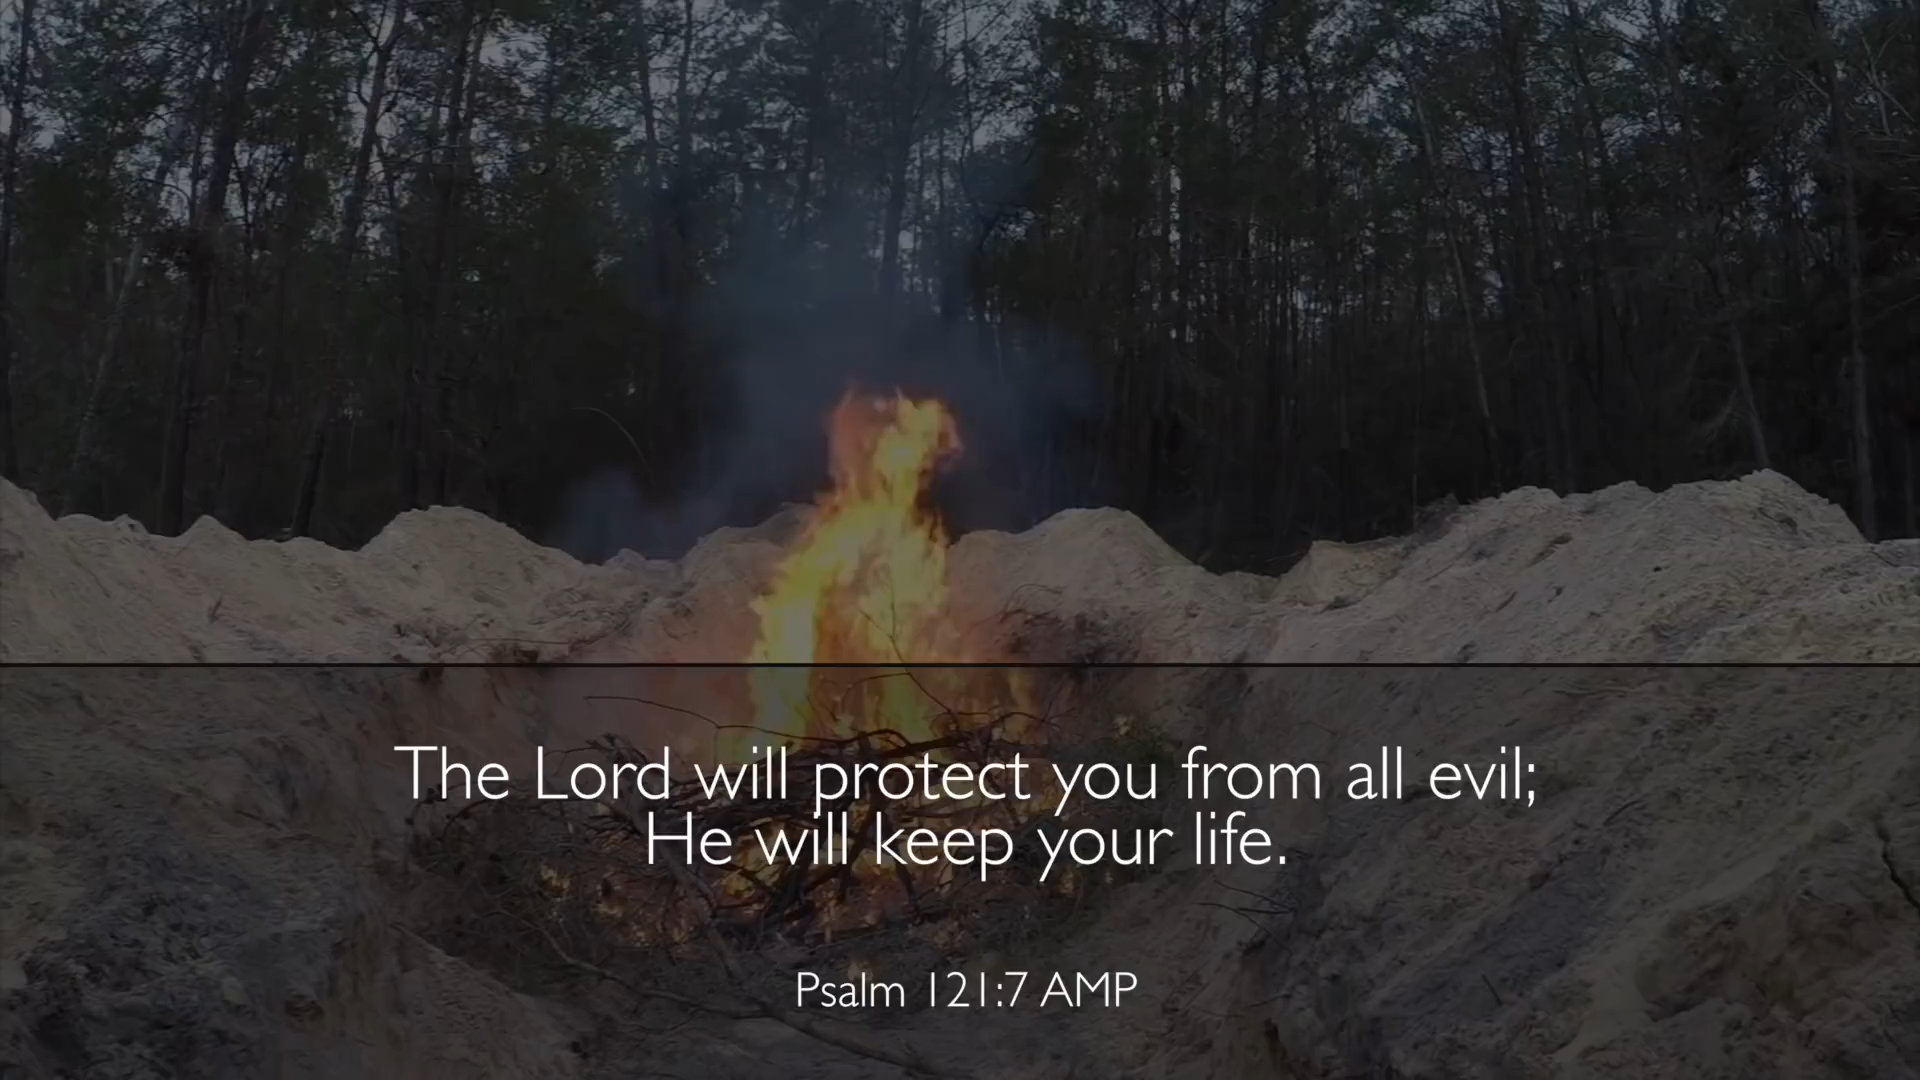 The Lord will protect you from all evil;
He will keep your life.
Psalm 121:7 AMP